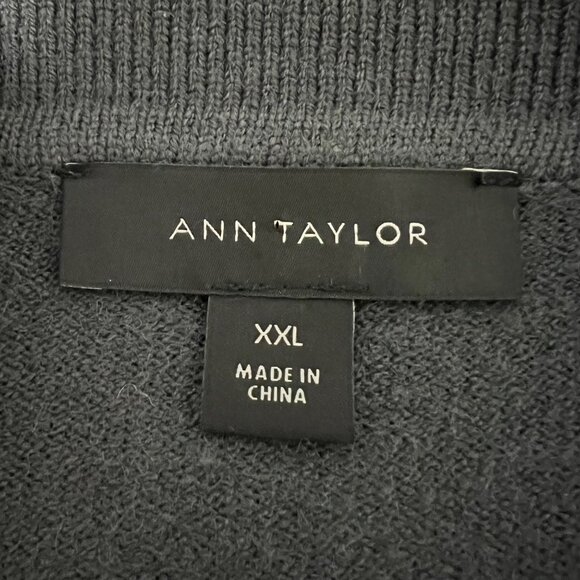 ANN TAYLOR
XXL
MADE IN
CHINA